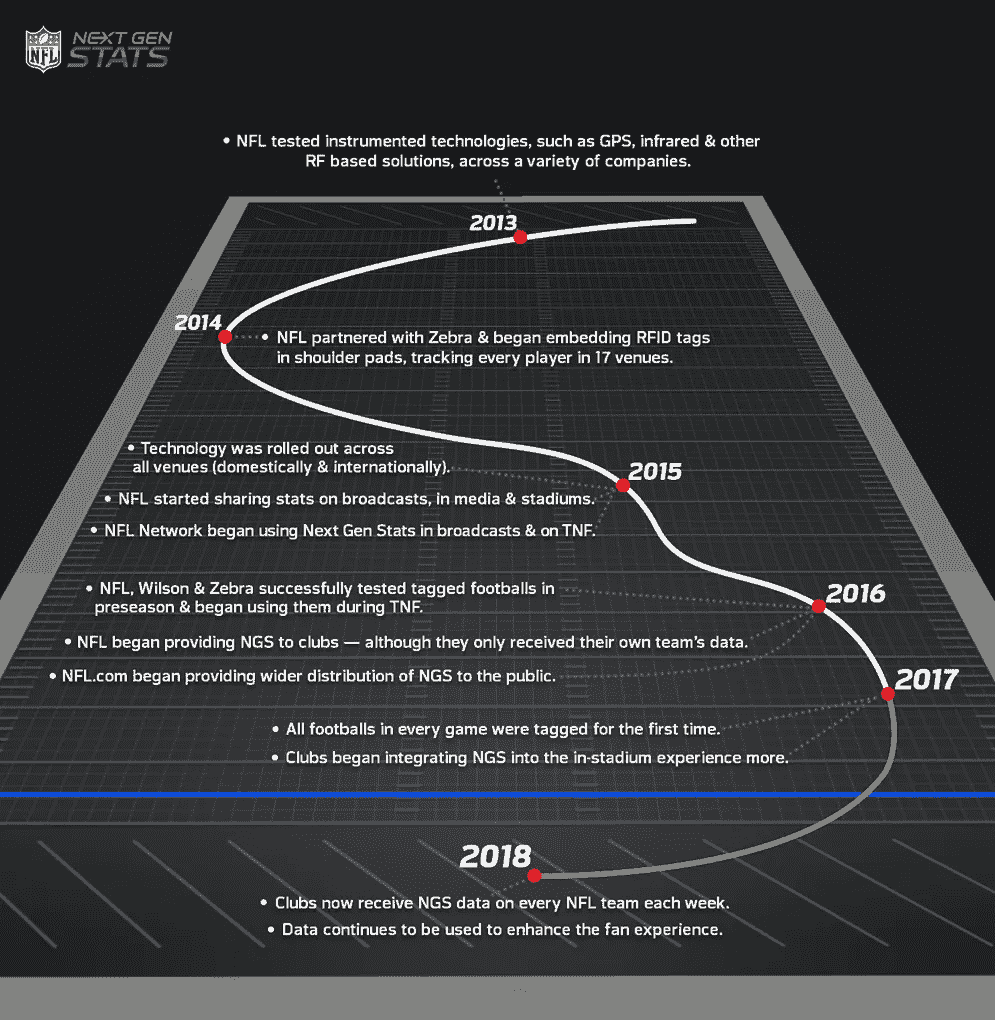 NFL
NEXT GEN
STATS
• NFL tested instrumented technologies, such as GPS, infrared & other
RF based solutions, across a variety of companies.
2013
2014
• NFL partnered with Zebra & began embedding RFID tags
in shoulder pads, tracking every player in 17 venues.
• Technology was rolled out across
all venues (domestically & internationally).
2015
• NFL started sharing stats on broadcasts, in media & stadiums.
• NFL Network began using Next Gen Stats in broadcasts & on TNF.
• NFL, Wilson & Zebra successfully tested tagged footballs in
preseason & began using them during TNF.
2016
• NFL began providing NGS to clubs — although they only received their own team's data.
• NFL.com began providing wider distribution of NGS to the public.
2017
• All footballs in every game were tagged for the first time.
• Clubs began integrating NGS into the in-stadium experience more.
2018
• Clubs now receive NGS data on every NFL team each week.
• Data continues to be used to enhance the fan experience.